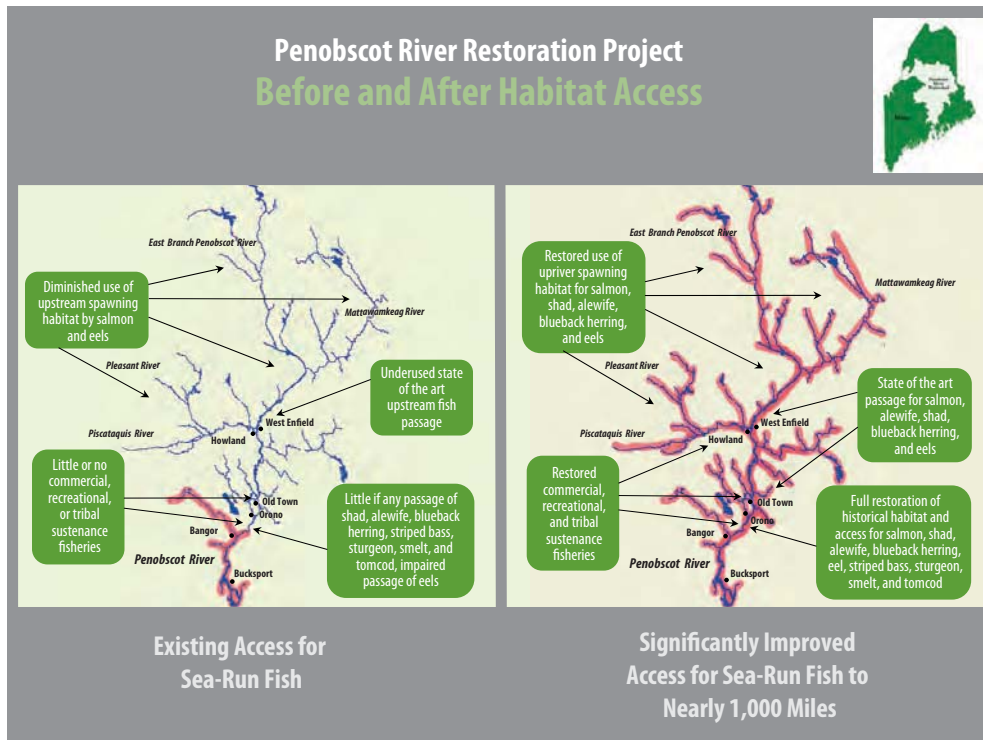 Penobscot River Restoration Project
Before and After Habitat Access
Penobscot
River
Watershed
Maine
East Branch Penobscot River
Diminished use of
upstream spawning
habitat by salmon
and eels
Mattawamkeag River
Pleasant River
Underused state
of the art
upstream fish
passage
Piscataquis River
West Enfield
Howland
Little or no
commercial,
recreational,
or tribal
sustenance
fisheries
Old Town
Orono
Little if any passage of
shad, alewife, blueback
herring, striped bass,
sturgeon, smelt, and
tomcod, impaired
passage of eels
Bangor
Penobscot River
Bucksport
Existing Access for
Sea-Run Fish
East Branch Penobscot River
Restored use of
upriver spawning
habitat for salmon,
shad, alewife,
blueback herring,
and eels
Mattawamkeag River
Pleasant River
State of the art
passage for salmon,
alewife, shad,
blueback herring,
and eels
Piscataquis River
West Enfield
Howland
Restored
commercial,
recreational,
and tribal
sustenance
fisheries
Old Town
Orono
Full restoration of
historical habitat and
access for salmon, shad,
alewife, blueback herring,
eel, striped bass, sturgeon,
smelt, and tomcod
Bangor
Penobscot River
Bucksport
Significantly Improved
Access for Sea-Run Fish to
Nearly 1,000 Miles